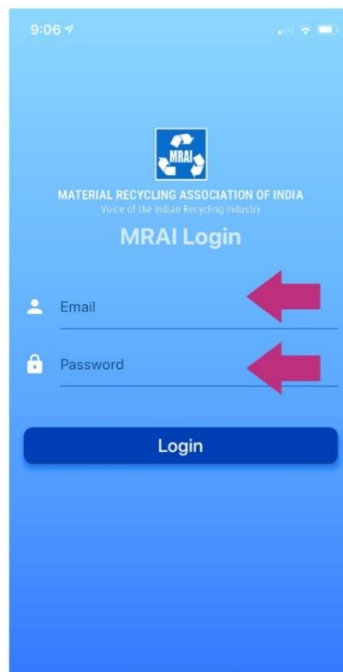 9:06
MRAI
MATERIAL RECYCLING ASSOCIATION OF INDIA
Voice of the Indian Recycling Industry
MRAI Login
Email
Password
Login